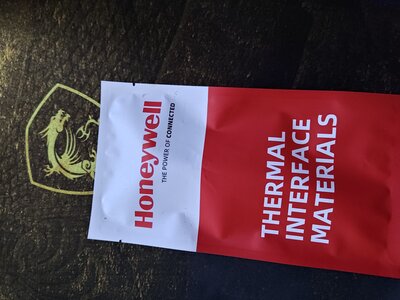 Honeywell
THE POWER OF CONNECTED
THERMAL
INTERFACE
MATERIALS